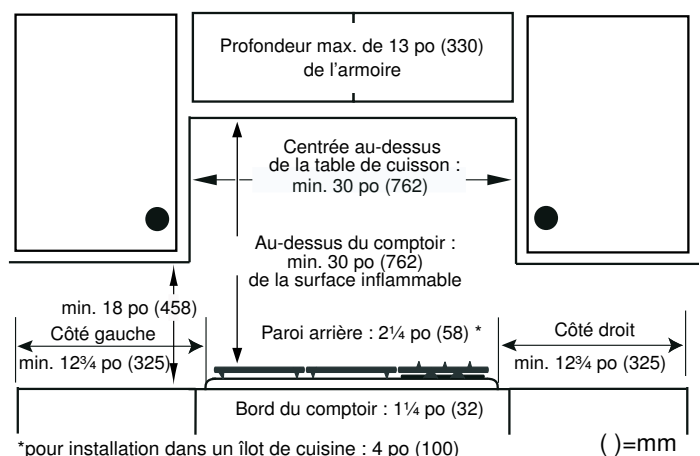 Profondeur max. de 13 po (330)
de l'armoire
Centrée au-dessus
de la table de cuisson :
min. 30 po (762)
Au-dessus du comptoir :
min. 30 po (762)
de la surface inflammable
min. 18 po (458)
Côté gauche
min. 12¾ po (325)
Paroi arrière : 2¼ po (58) *
Côté droit
min. 12¾ po (325)
Bord du comptoir : 1¼ po (32)
*pour installation dans un îlot de cuisine : 4 po (100)
( )=mm